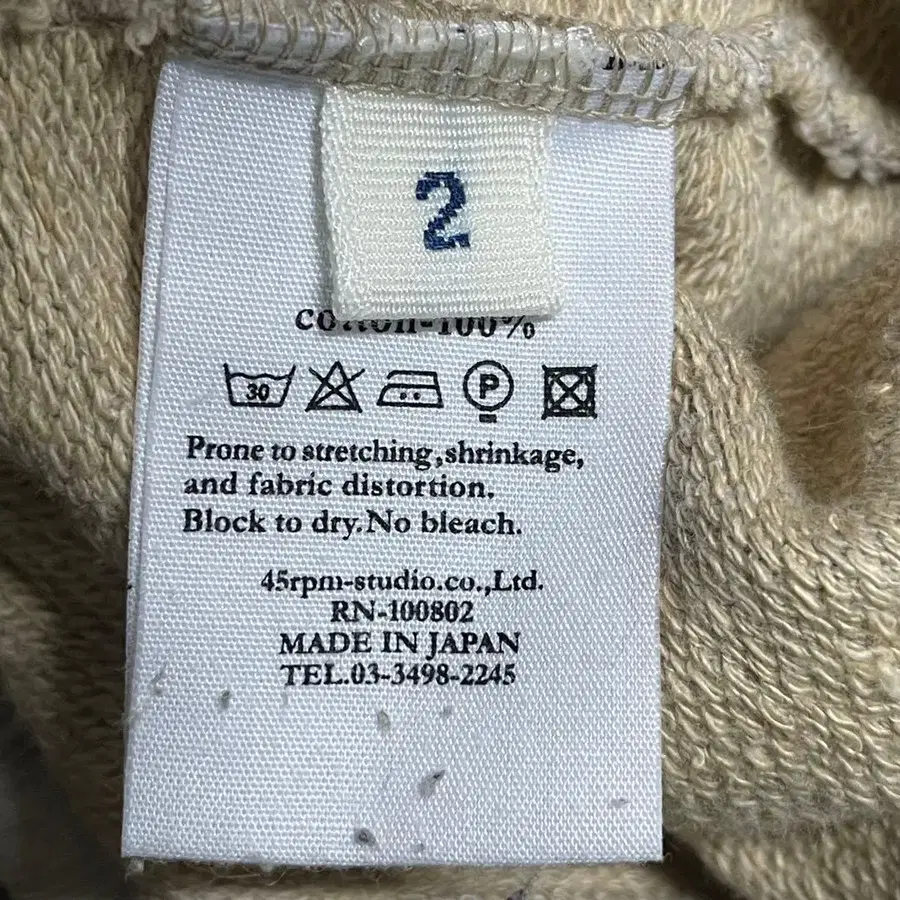 2
cotton-100%
30
P
Prone to stretching,shrinkage,
and fabric distortion.
Block to dry.No bleach.
45rpm-studio.co.,Ltd.
RN-100802
MADE IN JAPAN
TEL.03-3498-2245